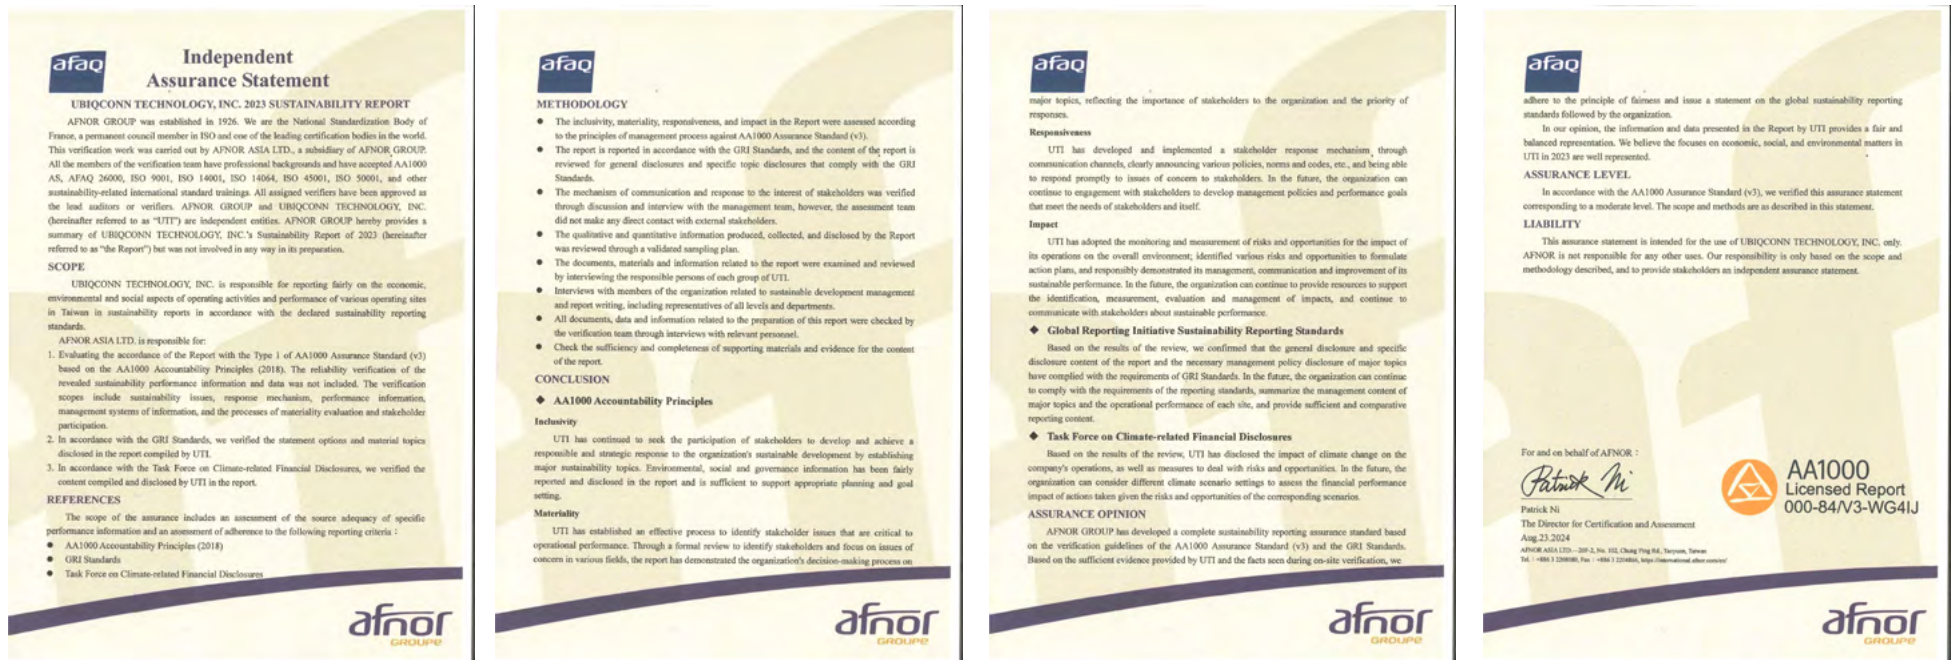 afaq
Independent
Assurance Statement
UBIQCONN TECHNOLOGY, INC. 2023 SUSTAINABILITY REPORT
AFNOR GROUP was established in 1926. We are the National Standardization Body of
France, a permanent council member in ISO and one of the leading certification bodies in the world.
This verification work was carried out by AFNOR ASIA LTD., a subsidiary of AFNOR GROUP.
All the members of the verification team have professional backgrounds and have accepted AA1000
AS, AFAQ 26000, ISO 9001, ISO 14001, ISO 14064, ISO 45001, ISO 50001, and other
sustainability-related international standard trainings. All assigned verifiers have been approved as
the lead auditors or verifiers. AFNOR GROUP and UBIQCONN TECHNOLOGY, INC.
(hereinafter referred to as “UTI”) are independent entities. AFNOR GROUP hereby provides a
summary of UBIQCONN TECHNOLOGY, INC.'s Sustainability Report of 2023 (hereinafter
referred to as “the Report”) but was not involved in any way in its preparation.
SCOPE
UBIQCONN TECHNOLOGY, INC. is responsible for reporting fairly on the economic,
environmental and social aspects of operating activities and performance of various operating sites
in Taiwan in sustainability reports in accordance with the declared sustainability reporting
standards.
AFNOR ASIA LTD. is responsible for:
1. Evaluating the accordance of the Report with the Type 1 of AA1000 Assurance Standard (v3)
based on the AA1000 Accountability Principles (2018). The reliability verification of the
revealed sustainability performance information and data was not included. The verification
scopes include sustainability issues, response mechanism, performance information,
management systems of information, and the processes of materiality evaluation and stakeholder
participation.
2. In accordance with the GRI Standards, we verified the statement options and material topics
disclosed in the report compiled by UTI.
3. In accordance with the Task Force on Climate-related Financial Disclosures, we verified the
content compiled and disclosed by UTI in the report.
REFERENCES
The scope of the assurance includes an assessment of the source adequacy of specific
performance information and an assessment of adherence to the following reporting criteria：
● AA1000 Accountability Principles (2018)
● GRI Standards
● Task Force on Climate-related Financial Disclosures
afnor
GROUPE
afaq
METHODOLOGY
● The inclusivity, materiality, responsiveness, and impact in the Report were assessed according
to the principles of management process against AA1000 Assurance Standard (v3).
● The report is reported in accordance with the GRI Standards, and the content of the report is
reviewed for general disclosures and specific topic disclosures that comply with the GRI
Standards.
● The mechanism of communication and response to the interest of stakeholders was verified
through discussion and interview with the management team, however, the assessment team
did not make any direct contact with external stakeholders.
● The qualitative and quantitative information produced, collected, and disclosed by the Report
was reviewed through a validated sampling plan.
● The documents, materials and information related to the report were examined and reviewed
by interviewing the responsible persons of each group of UTI.
● Interviews with members of the organization related to sustainable development management
and report writing, including representatives of all levels and departments.
● All documents, data and information related to the preparation of this report were checked by
the verification team through interviews with relevant personnel.
● Check the sufficiency and completeness of supporting materials and evidence for the content
of the report.
CONCLUSION
◆ AA1000 Accountability Principles
Inclusivity
UTI has continued to seek the participation of stakeholders to develop and achieve a
responsible and strategic response to the organization's sustainable development by establishing
major sustainability topics. Environmental, social and governance information has been fairly
reported and disclosed in the report and is sufficient to support appropriate planning and goal
setting.
Materiality
UTI has established an effective process to identify stakeholder issues that are critical to
operational performance. Through a formal review to identify stakeholders and focus on issues of
concern in various fields, the report has demonstrated the organization's decision-making process on
afnor
GROUPE
afaq
major topics, reflecting the importance of stakeholders to the organization and the priority of
responses.
Responsiveness
UTI has developed and implemented a stakeholder response mechanism through
communication channels, clearly announcing various policies, norms and codes, etc., and being able
to respond promptly to issues of concern to stakeholders. In the future, the organization can
continue to engagement with stakeholders to develop management policies and performance goals
that meet the needs of stakeholders and itself.
Impact
UTI has adopted the monitoring and measurement of risks and opportunities for the impact of
its operations on the overall environment; identified various risks and opportunities to formulate
action plans, and responsibly demonstrated its management, communication and improvement of its
sustainable performance. In the future, the organization can continue to provide resources to support
the identification, measurement, evaluation and management of impacts, and continue to
communicate with stakeholders about sustainable performance.
◆ Global Reporting Initiative Sustainability Reporting Standards
Based on the results of the review, we confirmed that the general disclosure and specific
disclosure content of the report and the necessary management policy disclosure of major topics
have complied with the requirements of GRI Standards. In the future, the organization can continue
to comply with the requirements of the reporting standards, summarize the management content of
major topics and the operational performance of each site, and provide sufficient and comparative
reporting content.
◆ Task Force on Climate-related Financial Disclosures
Based on the results of the review, UTI has disclosed the impact of climate change on the
company's operations, as well as measures to deal with risks and opportunities. In the future, the
organization can consider different climate scenario settings to assess the financial performance
impact of actions taken given the risks and opportunities of the corresponding scenarios.
ASSURANCE OPINION
AFNOR GROUP has developed a complete sustainability reporting assurance standard based
on the verification guidelines of the AA1000 Assurance Standard (v3) and the GRI Standards.
Based on the sufficient evidence provided by UTI and the facts seen during on-site verification, we
afnor
GROUPE
afaq
adhere to the principle of fairness and issue a statement on the global sustainability reporting
standards followed by the organization.
In our opinion, the information and data presented in the Report by UTI provides a fair and
balanced representation. We believe the focuses on economic, social, and environmental matters in
UTI in 2023 are well represented.
ASSURANCE LEVEL
In accordance with the AA1000 Assurance Standard (v3), we verified this assurance statement
corresponding to a moderate level. The scope and methods are as described in this statement.
LIABILITY
This assurance statement is intended for the use of UBIQCONN TECHNOLOGY, INC. only.
AFNOR is not responsible for any other uses. Our responsibility is only based on the scope and
methodology described, and to provide stakeholders an independent assurance statement.
For and on behalf of AFNOR：
Patrick Ni
Patrick Ni
The Director for Certification and Assessment
Aug.23.2024
AFNOR ASIA LTD.
AA1000
Licensed Report
000-84/V3-WG4IJ
afnor
GROUPE